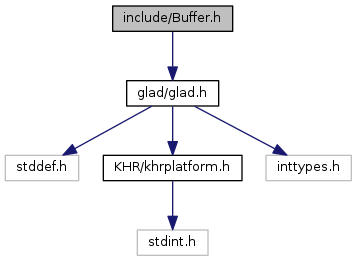 include/Buffer.h
glad/glad.h
stddef.h
KHR/khrplatform.h
inttypes.h
stdint.h